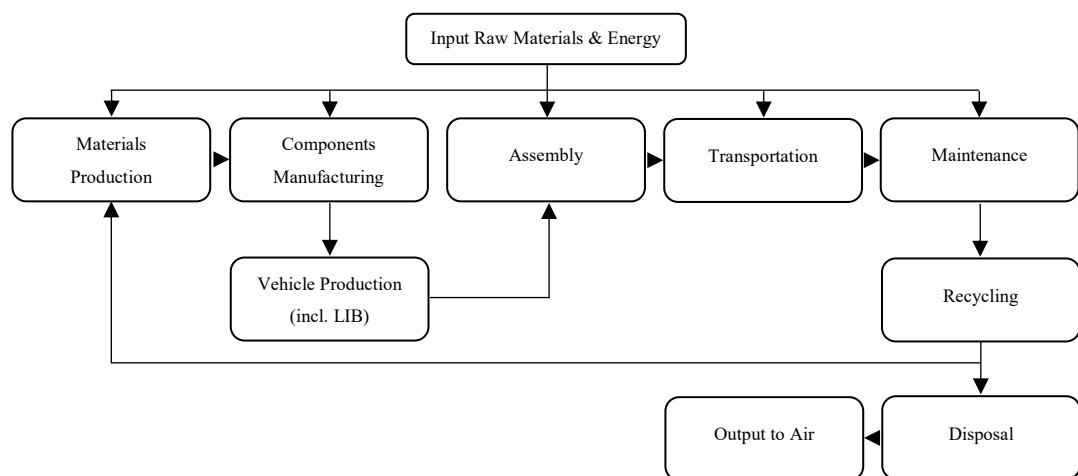 Input Raw Materials & Energy
Materials
Production
Components
Manufacturing
Assembly
Transportation
Maintenance
Vehicle Production
(incl. LIB)
Recycling
Output to Air
Disposal